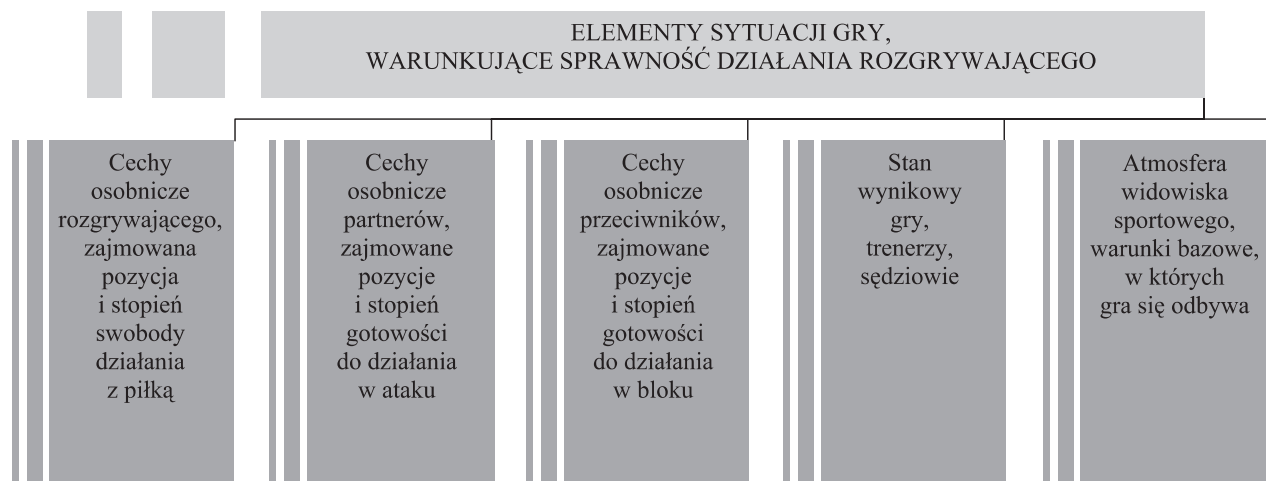 ELEMENTY SYTUACJI GRY,
WARUNKUJĄCE SPRAWNOŚĆ DZIAŁANIA ROZGRYWAJĄCEGO
Cechy
osobnicze
rozgrywającego,
zajmowana
pozycja
i stopień
swobody
działania
z piłką
Cechy
osobnicze
partnerów,
zajmowane
pozycje
i stopień
gotowości
do działania
w ataku
Cechy
osobnicze
przeciwników,
zajmowane
pozycje
i stopień
gotowości
do działania
w bloku
Stan
wynikowy
gry,
trenerzy,
sędziowie
Atmosfera
widowiska
sportowego,
warunki bazowe,
w których
gra się odbywa